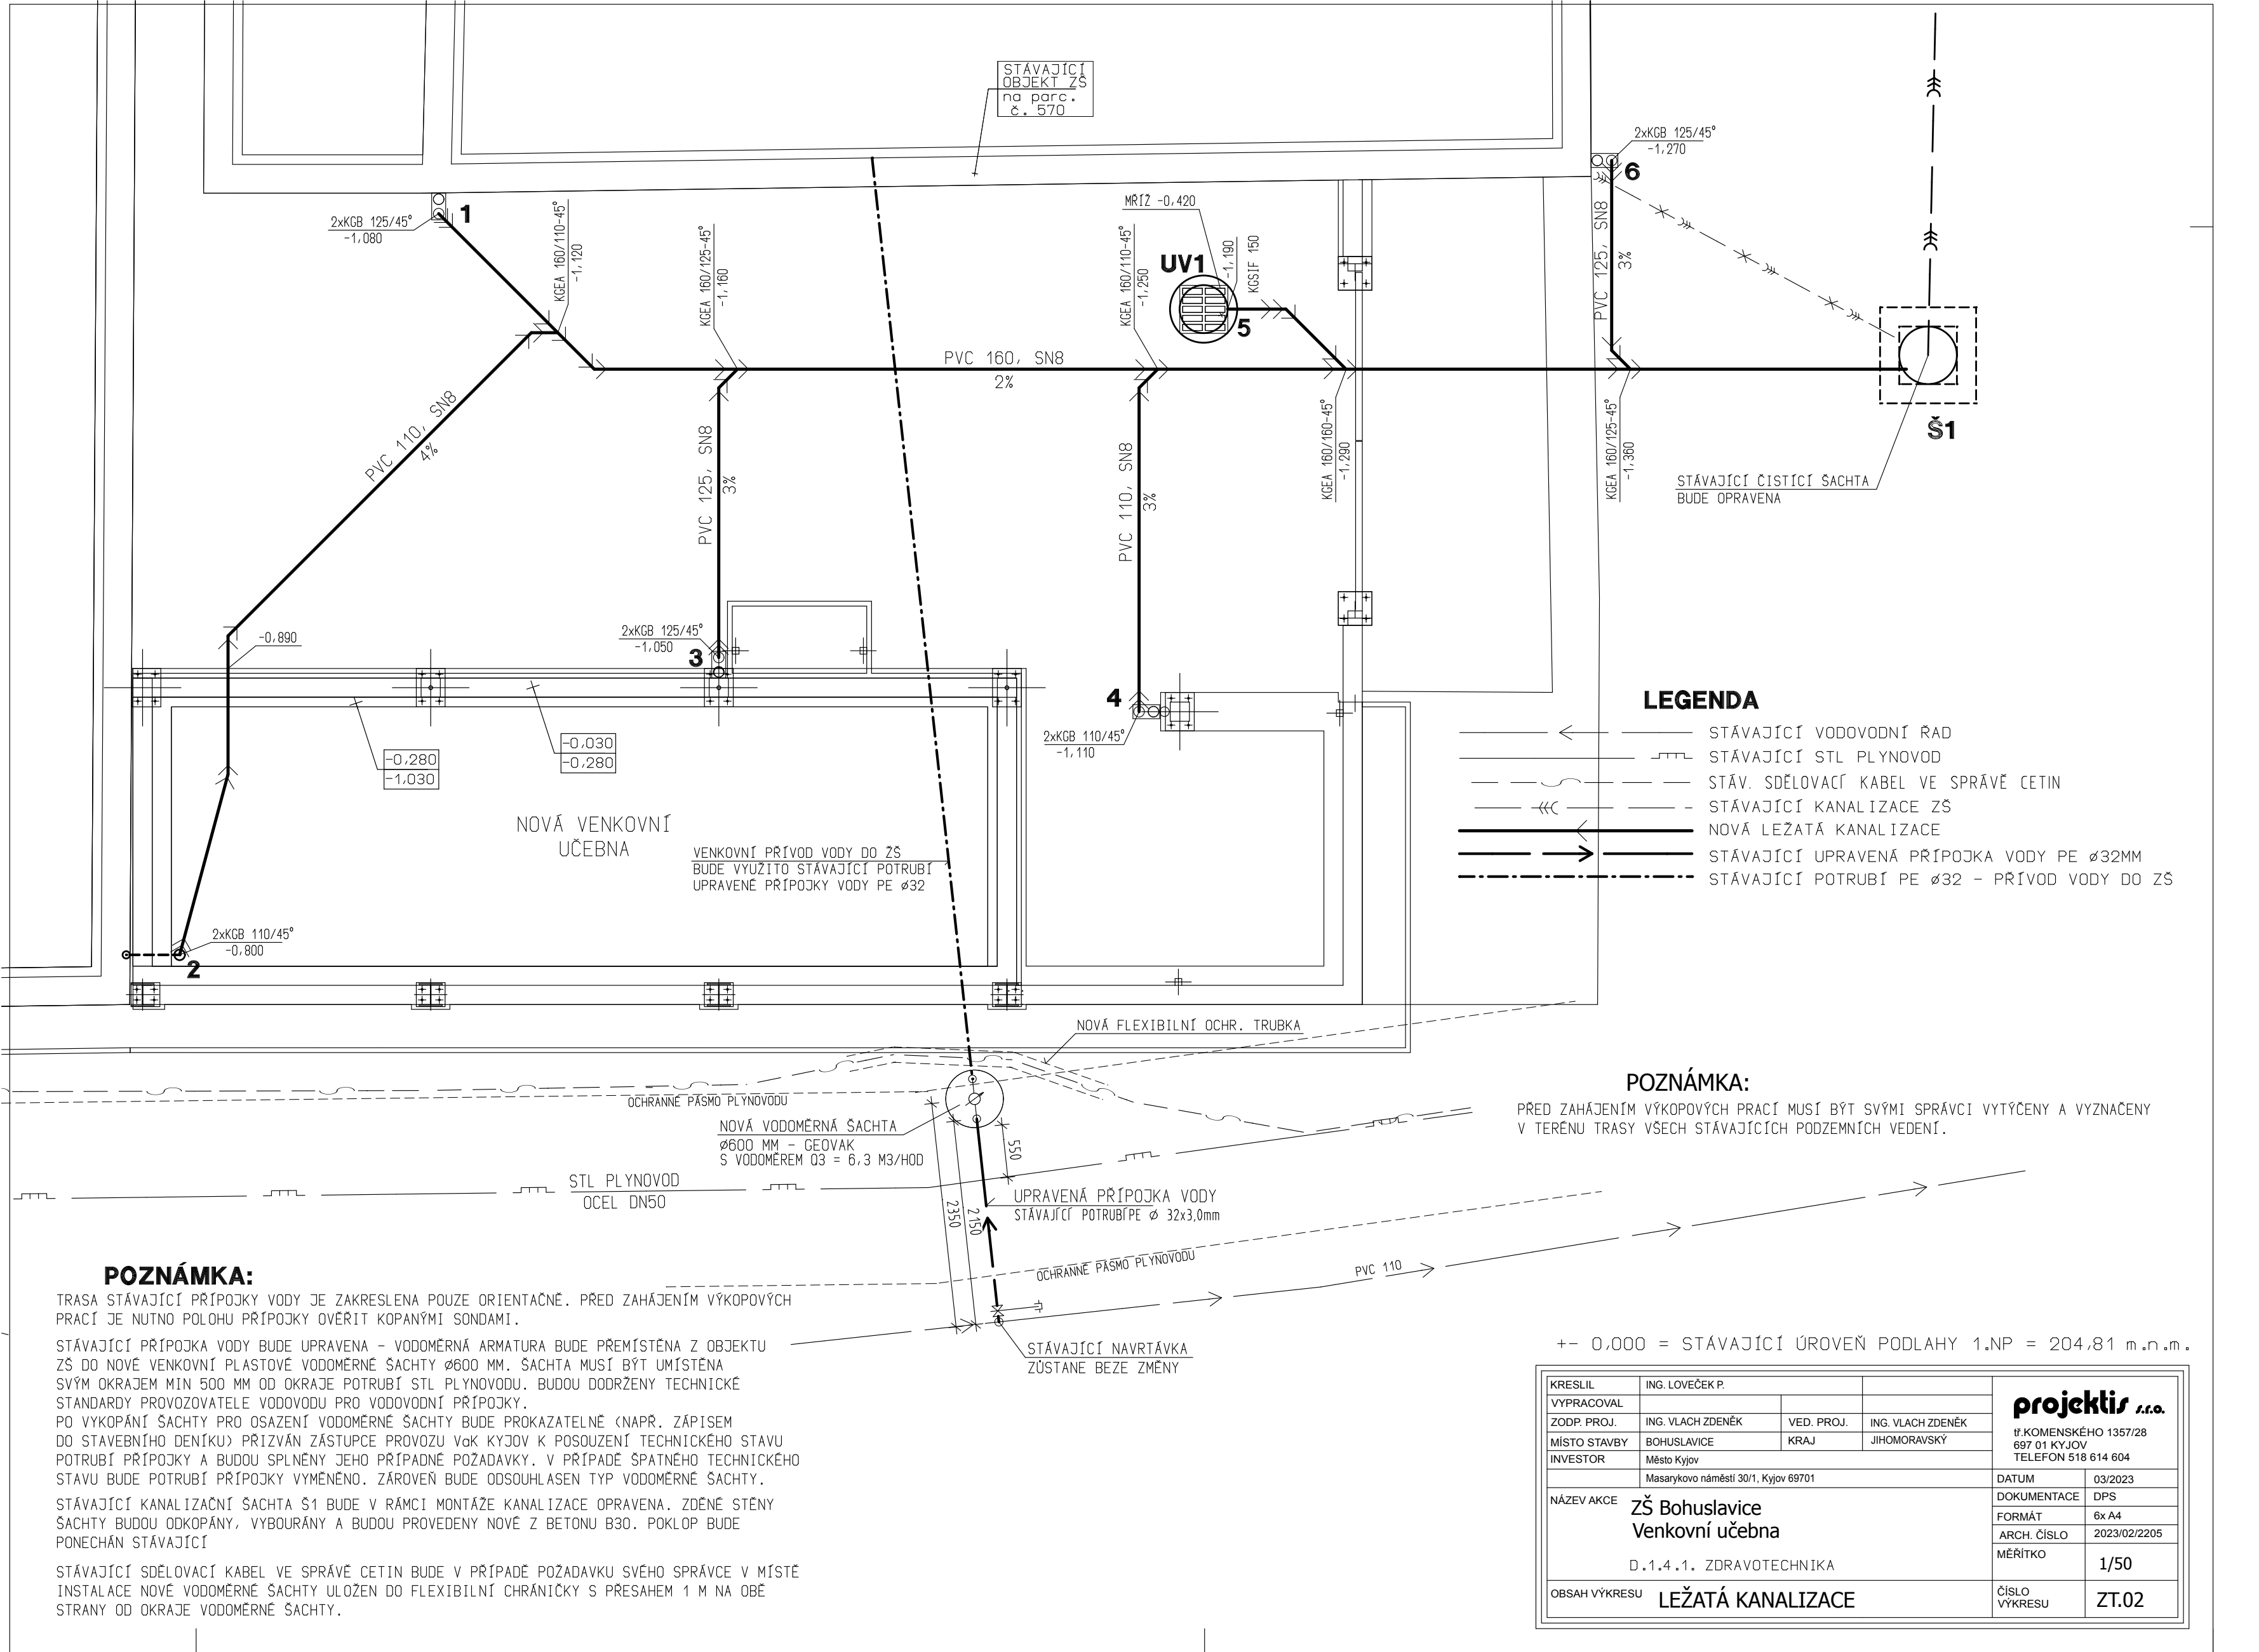 STÁVAJÍCÍ
OBJEKT ZŠ
na parc.
č. 570
2xKGB 125/45°
-1,270
6
1
2xKGB 125/45°
-1,080
KGEA 160/110-45°
-1,120
KGEA 160/125-45°
-1,160
MŘÍŽ -0,420
KGEA 160/110-45°
-1,250
UV1
-1,190
KGSIF 150
5
PVC 125, SN8
3%
PVC 160, SN8
2%
PVC 110, SN8
4%
PVC 125, SN8
3%
PVC 110, SN8
3%
KGEA 160/160-45°
-1,290
KGEA 160/125-45°
-1,360
Š1
STÁVAJÍCÍ ČISTÍCÍ ŠACHTA
BUDE OPRAVENA
-0,890
2xKGB 125/45°
-1,050
3
4
2xKGB 110/45°
-1,110
-0,280
-1,030
-0,030
-0,280
NOVÁ VENKOVNÍ
UČEBNA
VENKOVNÍ PŘÍVOD VODY DO ZŠ
BUDE VYUŽITO STÁVAJÍCÍ POTRUBÍ
UPRAVENÉ PŘÍPOJKY VODY PE ø32
2xKGB 110/45°
-0,800
2
LEGENDA
STÁVAJÍCÍ VODOVODNÍ ŘAD
STÁVAJÍCÍ STL PLYNOVOD
STÁV. SDĚLOVACÍ KABEL VE SPRÁVĚ CETIN
STÁVAJÍCÍ KANALIZACE ZŠ
NOVÁ LEŽATÁ KANALIZACE
STÁVAJÍCÍ UPRAVENÁ PŘÍPOJKA VODY PE ø32MM
STÁVAJÍCÍ POTRUBÍ PE ø32 - PŘÍVOD VODY DO ZŠ
NOVÁ FLEXIBILNÍ OCHR. TRUBKA
OCHRANNÉ PÁSMO PLYNOVODU
NOVÁ VODOMĚRNÁ ŠACHTA
ø600 MM - GEOVAK
S VODOMĚREM Q3 = 6,3 M3/HOD
550
2350
2150
STL PLYNOVOD
OCEL DN50
UPRAVENÁ PŘÍPOJKA VODY
STÁVAJÍCÍ POTRUBÍPE ø 32x3,0mm
OCHRANNÉ PÁSMO PLYNOVODU
PVC 110
STÁVAJÍCÍ NAVRTÁVKA
ZŮSTANE BEZE ZMĚNY
POZNÁMKA:
PŘED ZAHÁJENÍM VÝKOPOVÝCH PRACÍ MUSÍ BÝT SVÝMI SPRÁVCI VYTÝČENY A VYZNAČENY
V TERÉNU TRASY VŠECH STÁVAJÍCÍCH PODZEMNÍCH VEDENÍ.
POZNÁMKA:
TRASA STÁVAJÍCÍ PŘÍPOJKY VODY JE ZAKRESLENA POUZE ORIENTAČNĚ. PŘED ZAHÁJENÍM VÝKOPOVÝCH
PRACÍ JE NUTNO POLOHU PŘÍPOJKY OVĚŘIT KOPANÝMI SONDAMI.
STÁVAJÍCÍ PŘÍPOJKA VODY BUDE UPRAVENA - VODOMĚRNÁ ARMATURA BUDE PŘEMÍSTĚNA Z OBJEKTU
ZŠ DO NOVÉ VENKOVNÍ PLASTOVÉ VODOMĚRNÉ ŠACHTY ø600 MM. ŠACHTA MUSÍ BÝT UMÍSTĚNA
SVÝM OKRAJEM MIN 500 MM OD OKRAJE POTRUBÍ STL PLYNOVODU. BUDOU DODRŽENY TECHNICKÉ
STANDARDY PROVOZOVATELE VODOVODU PRO VODOVODNÍ PŘÍPOJKY.
PO VYKOPÁNÍ ŠACHTY PRO OSAZENÍ VODOMĚRNÉ ŠACHTY BUDE PROKAZATELNĚ (NAPŘ. ZÁPISEM
DO STAVEBNÍHO DENÍKU) PŘIZVÁN ZÁSTUPCE PROVOZU VaK KYJOV K POSOUZENÍ TECHNICKÉHO STAVU
POTRUBÍ PŘÍPOJKY A BUDOU SPLNĚNY JEHO PŘÍPADNÉ POŽADAVKY. V PŘÍPADĚ ŠPATNÉHO TECHNICKÉHO
STAVU BUDE POTRUBÍ PŘÍPOJKY VYMĚNĚNO. ZÁROVEŇ BUDE ODSOUHLASEN TYP VODOMĚRNÉ ŠACHTY.
STÁVAJÍCÍ KANALIZAČNÍ ŠACHTA Š1 BUDE V RÁMCI MONTÁŽE KANALIZACE OPRAVENA. ZDĚNÉ STĚNY
ŠACHTY BUDOU ODKOPÁNY, VYBOURÁNY A BUDOU PROVEDENY NOVÉ Z BETONU B30. POKLOP BUDE
PONECHÁN STÁVAJÍCÍ
STÁVAJÍCÍ SDĚLOVACÍ KABEL VE SPRÁVĚ CETIN BUDE V PŘÍPADĚ POŽADAVKU SVÉHO SPRÁVCE V MÍSTĚ
INSTALACE NOVÉ VODOMĚRNÉ ŠACHTY ULOŽEN DO FLEXIBILNÍ CHRÁNIČKY S PŘESAHEM 1 M NA OBĚ
STRANY OD OKRAJE VODOMĚRNÉ ŠACHTY.
+- 0,000 = STÁVAJÍCÍ ÚROVEŇ PODLAHY 1.NP = 204,81 m.n.m.
KRESLIL ING. LOVEČEK P.
VYPRACOVAL
ZODP. PROJ. ING. VLACH ZDENĚK VED. PROJ. ING. VLACH ZDENĚK
MÍSTO STAVBY BOHUSLAVICE KRAJ JIHOMORAVSKÝ
INVESTOR Město Kyjov
Masarykovo náměstí 30/1, Kyjov 69701
projektis s.r.o.
tř.KOMENSKÉHO 1357/28
697 01 KYJOV
TELEFON 518 614 604
DATUM 03/2023
DOKUMENTACE DPS
FORMÁT 6x A4
ARCH. ČÍSLO 2023/02/2205
MĚŘÍTKO 1/50
NÁZEV AKCE ZŠ Bohuslavice
Venkovní učebna
D.1.4.1. ZDRAVOTECHNIKA
OBSAH VÝKRESU LEŽATÁ KANALIZACE
ČÍSLO
VÝKRESU ZT.02